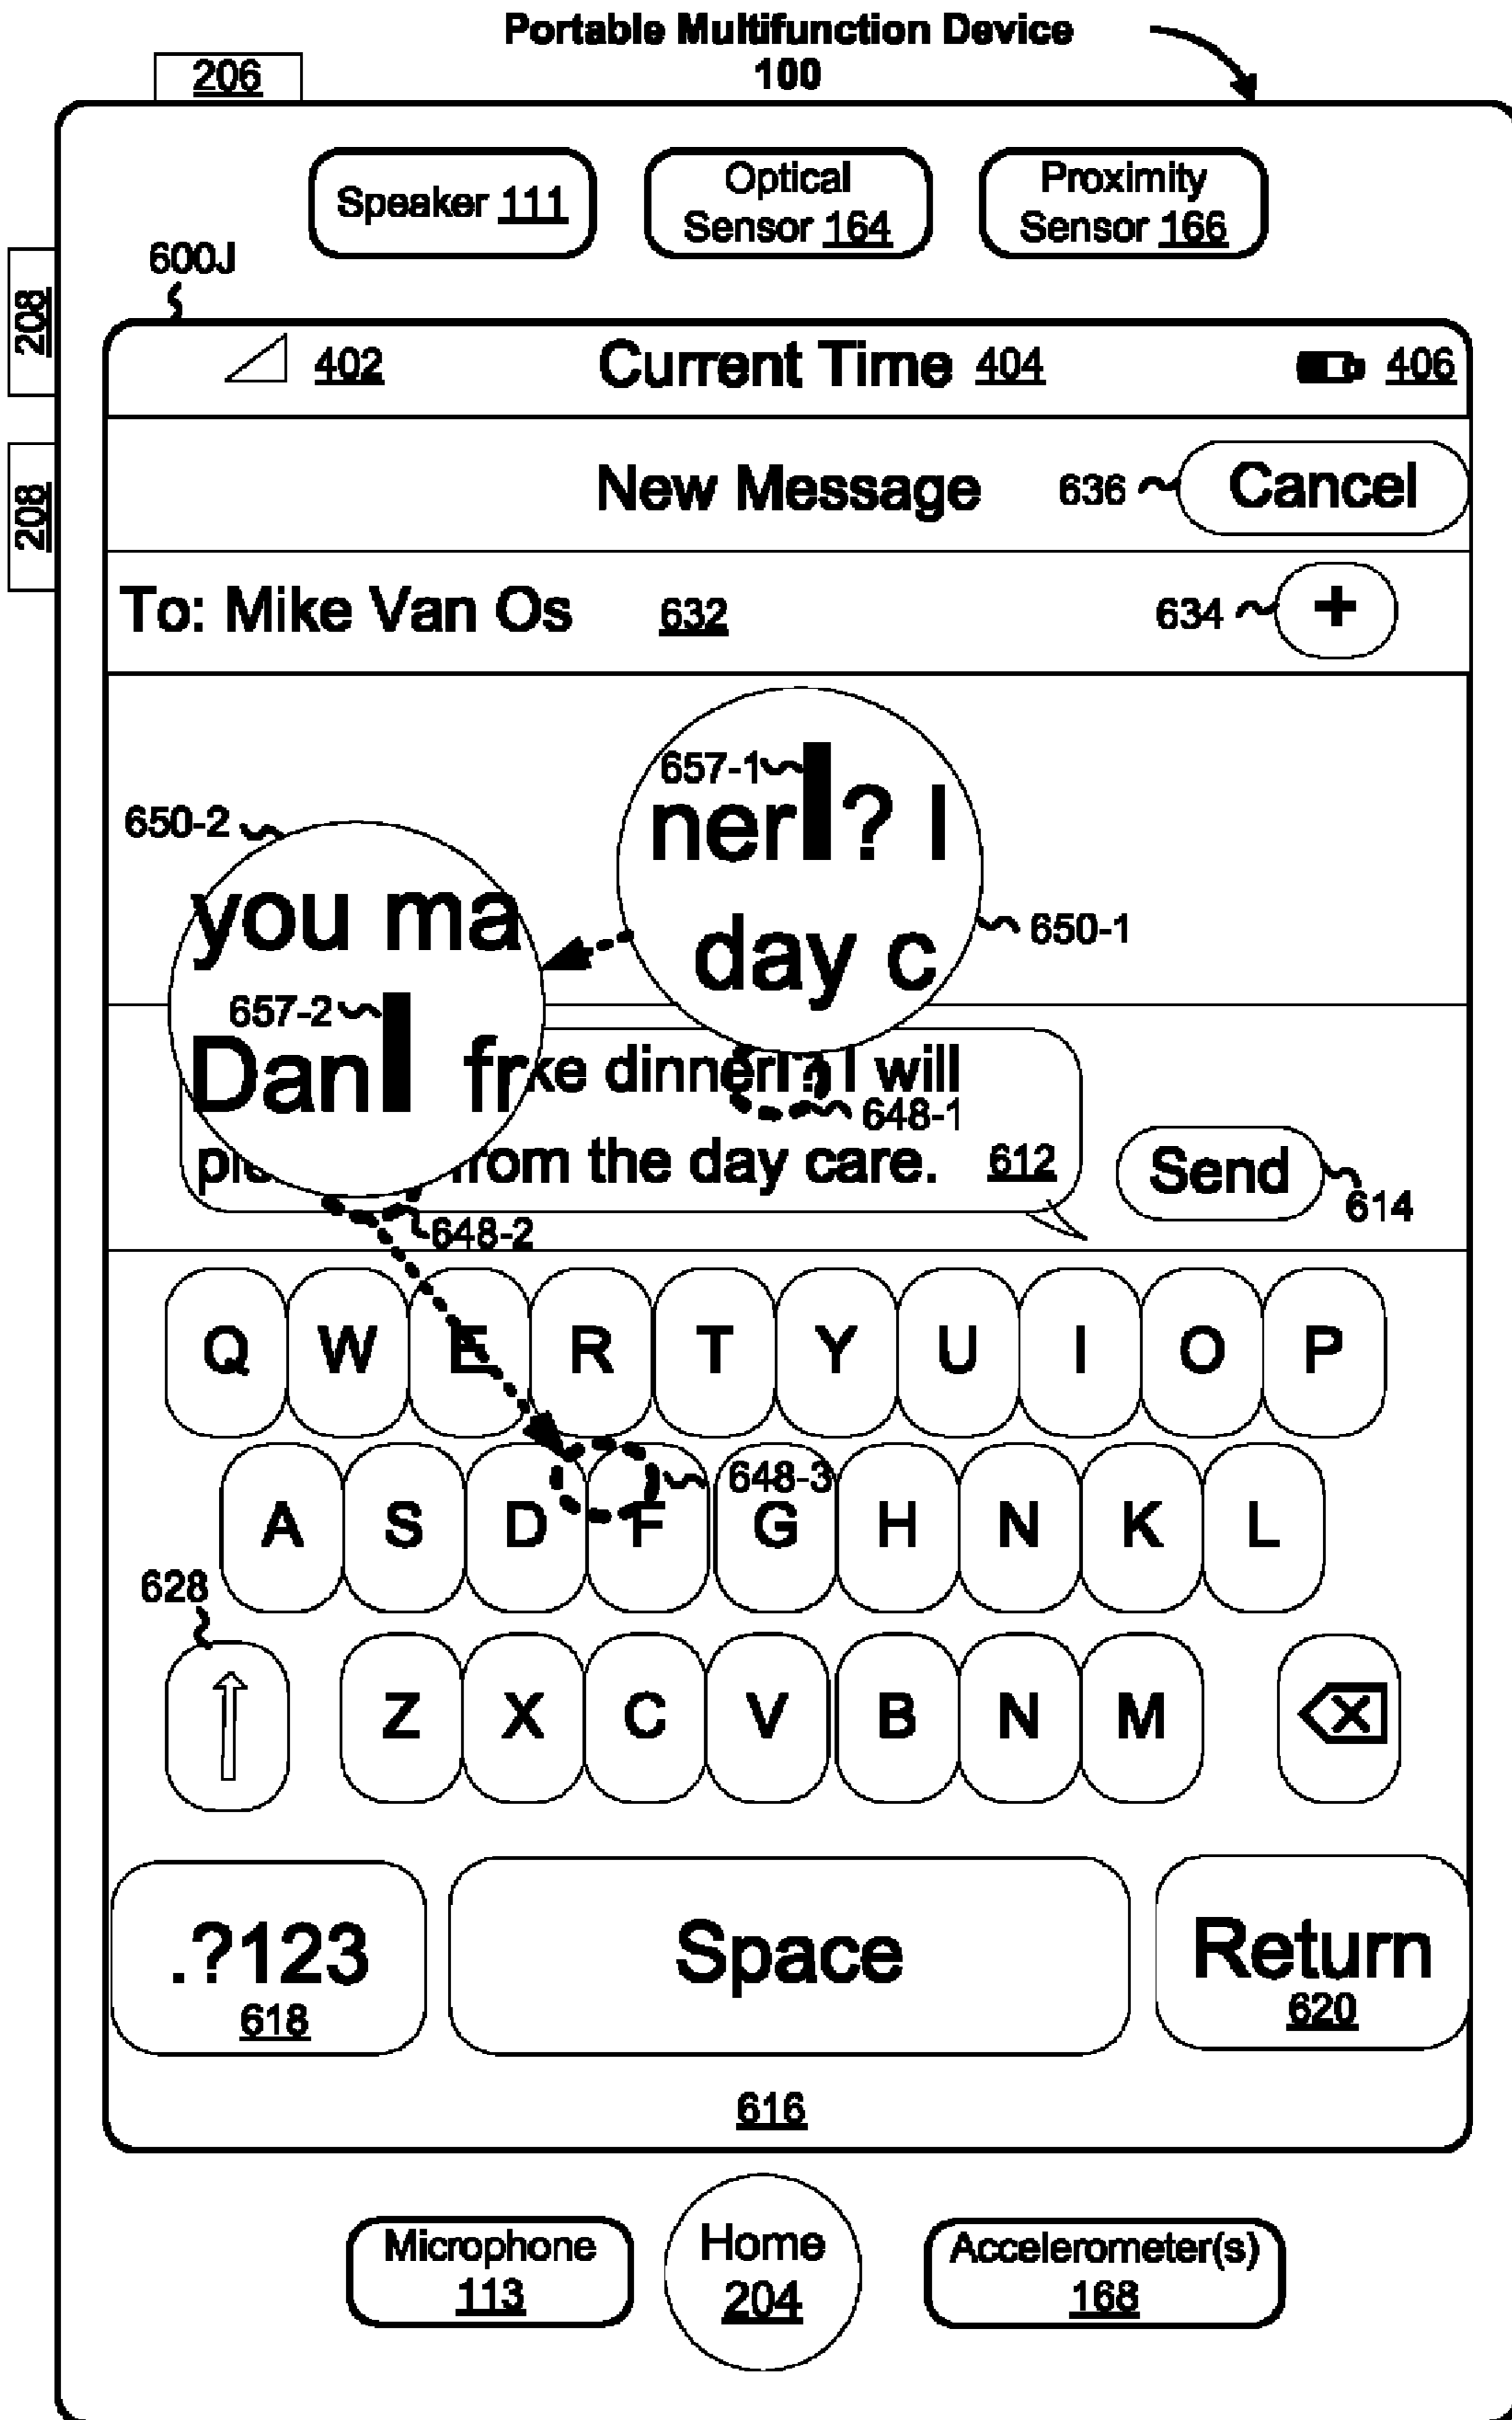 Portable Multifunction Device
100
206
Speaker 111
Optical
Sensor 164
Proximity
Sensor 166
600J
208
402 Current Time 404 406
208
New Message 636 Cancel
To: Mike Van Os 632 634 +
657-1
ner ? I
day c
650-1
650-2
you ma
657-2
Dan fr
ke dinner ? I will
648-1
from the day care. 612
Send
614
648-2
Q W E R T Y U I O P
648-3
A S D F G H N K L
628
Z X C V B N M
.?123
618
Space
Return
620
616
Microphone
113
Home
204
Accelerometer(s)
168